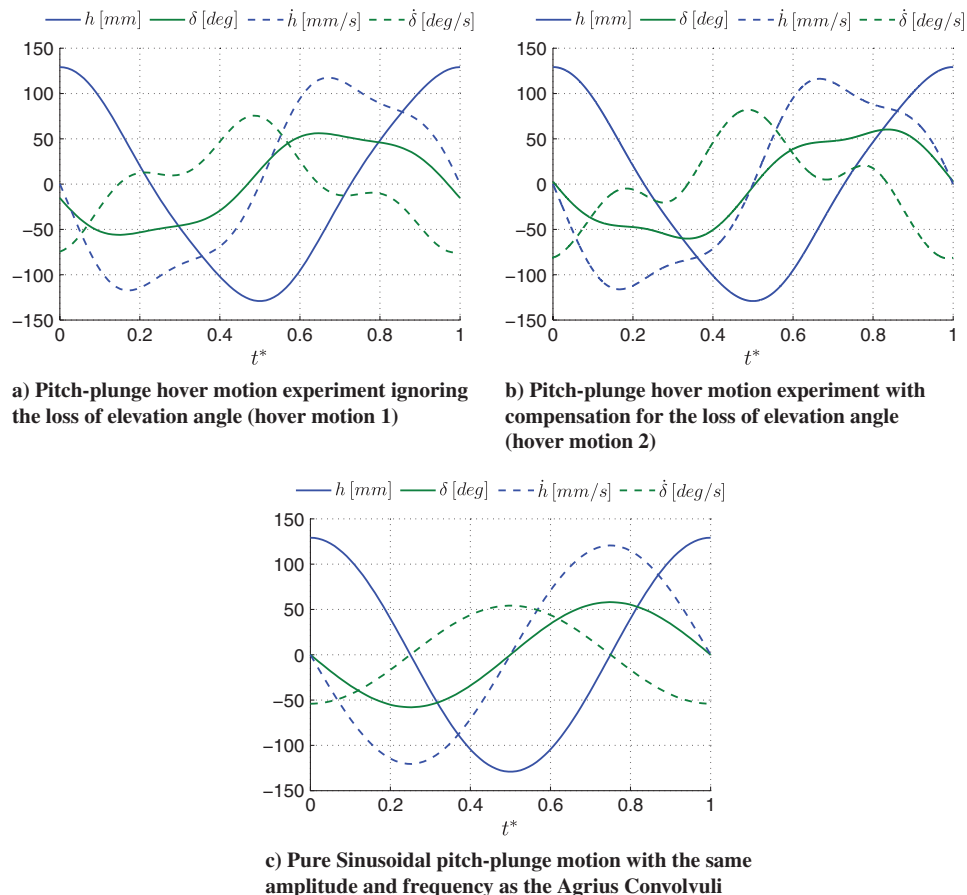 h [mm] δ [deg] ḣ [mm/s] δ̇ [deg/s]
150
100
50
0
−50
−100
−150
0 0.2 0.4 0.6 0.8 1
t*
a) Pitch-plunge hover motion experiment ignoring
the loss of elevation angle (hover motion 1)
h [mm] δ [deg] ḣ [mm/s] δ̇ [deg/s]
150
100
50
0
−50
−100
−150
0 0.2 0.4 0.6 0.8 1
t*
b) Pitch-plunge hover motion experiment with
compensation for the loss of elevation angle
(hover motion 2)
h [mm] δ [deg] ḣ [mm/s] δ̇ [deg/s]
150
100
50
0
−50
−100
−150
0 0.2 0.4 0.6 0.8 1
t*
c) Pure Sinusoidal pitch-plunge motion with the same
amplitude and frequency as the Agrius Convolvuli